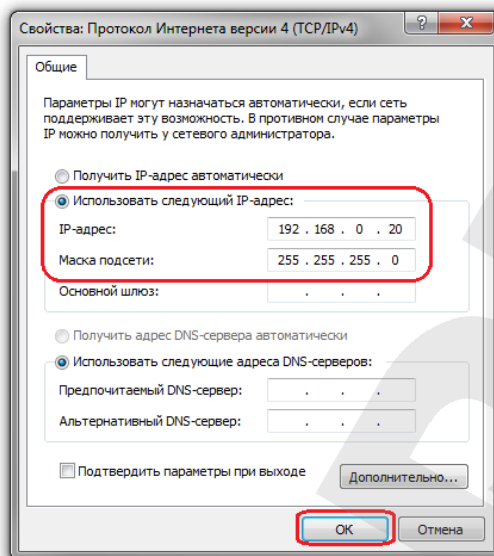 Свойства: Протокол Интернета версии 4 (TCP/IPv4)
Общие
Параметры IP могут назначаться автоматически, если сеть
поддерживает эту возможность. В противном случае параметры
IP можно получить у сетевого администратора.
Получить IP-адрес автоматически
Использовать следующий IP-адрес:
IP-адрес: 192 . 168 . 0 . 20
Маска подсети: 255 . 255 . 255 . 0
Основной шлюз: . . .
Получить адрес DNS-сервера автоматически
Использовать следующие адреса DNS-серверов:
Предпочитаемый DNS-сервер: . . .
Альтернативный DNS-сервер: . . .
Подтвердить параметры при выходе
Дополнительно...
ОК Отмена